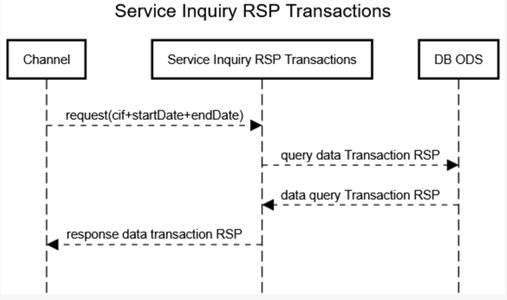 Service Inquiry RSP Transactions
Channel
Service Inquiry RSP Transactions
DB ODS
request(cif+startDate+endDate)
query data Transaction RSP
data query Transaction RSP
response data transaction RSP